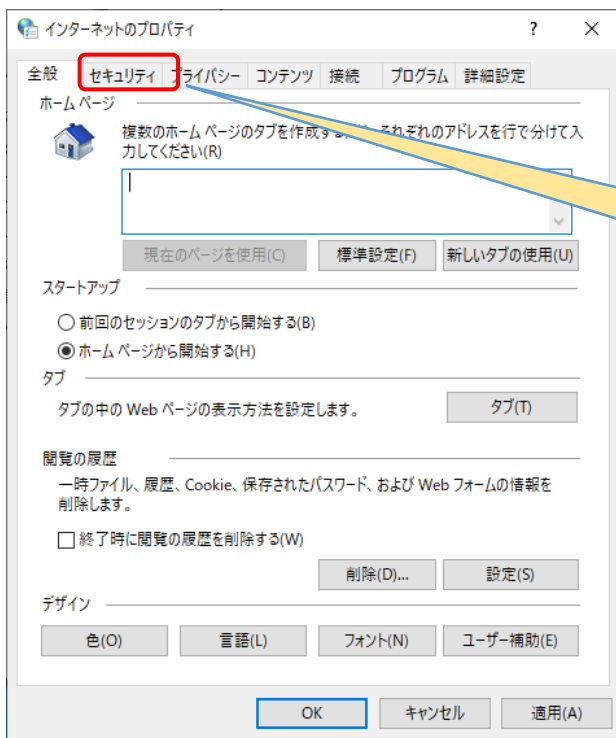 インターネットのプロパティ ? ×
全般 セキュリティ プライバシー コンテンツ 接続 プログラム 詳細設定
ホーム ページ
複数のホーム ページのタブを作成す それぞれのアドレスを行で分けて入
力してください(R)
現在のページを使用(C) 標準設定(F) 新しいタブの使用(U)
スタートアップ
前回のセッションのタブから開始する(B)
ホーム ページから開始する(H)
タブ
タブの中の Web ページの表示方法を設定します。 タブ(T)
閲覧の履歴
一時ファイル、履歴、Cookie、保存されたパスワード、および Web フォームの情報を
削除します。
終了時に閲覧の履歴を削除する(W)
削除(D)... 設定(S)
デザイン
色(O) 言語(L) フォント(N) ユーザー補助(E)
OK キャンセル 適用(A)